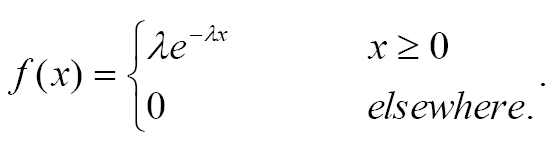 f(x) = { λe^{-λx} x ≥ 0
0 elsewhere. .